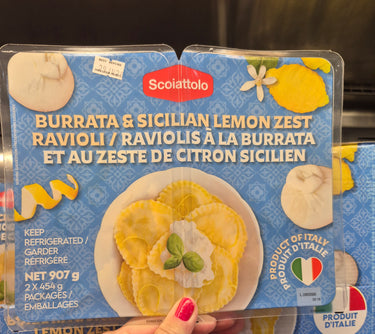 Scoiattolo
BURRATA & SICILIAN LEMON ZEST
RAVIOLI / RAVIOLIS À LA BURRATA
ET AU ZESTE DE CITRON SICILIEN
KEEP
REFRIGERATED /
GARDER
RÉFRIGÉRÉ
NET 907 g
2 X 454 g
PACKAGES /
EMBALLAGES
PRODUCT OF ITALY
PRODUIT D'ITALIE
PRODUIT
D'ITALIE
LEMON ZEST